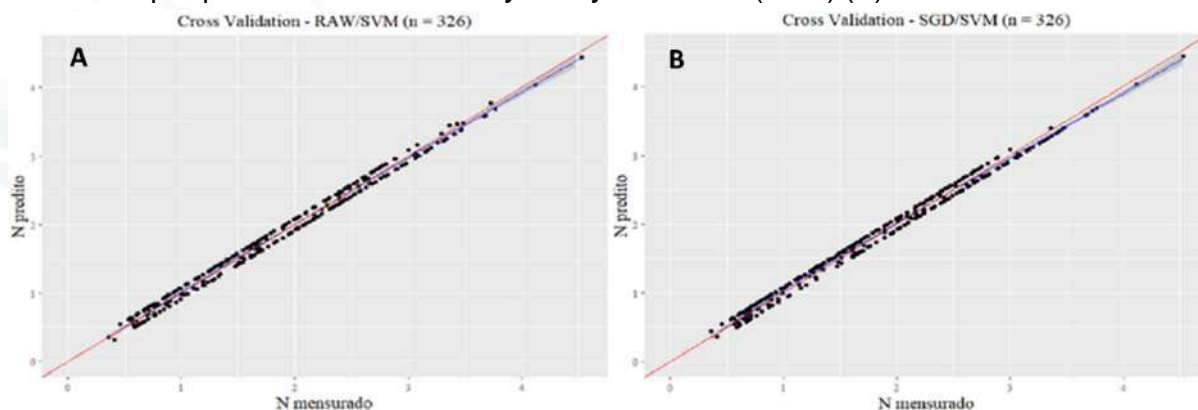 Cross Validation - RAW/SVM (n = 326)
A
N predito
4
3
2
1
0
0 1 2 3 4
N mensurado
Cross Validation - SGD/SVM (n = 326)
B
N predito
4
3
2
1
0
0 1 2 3 4
N mensurado